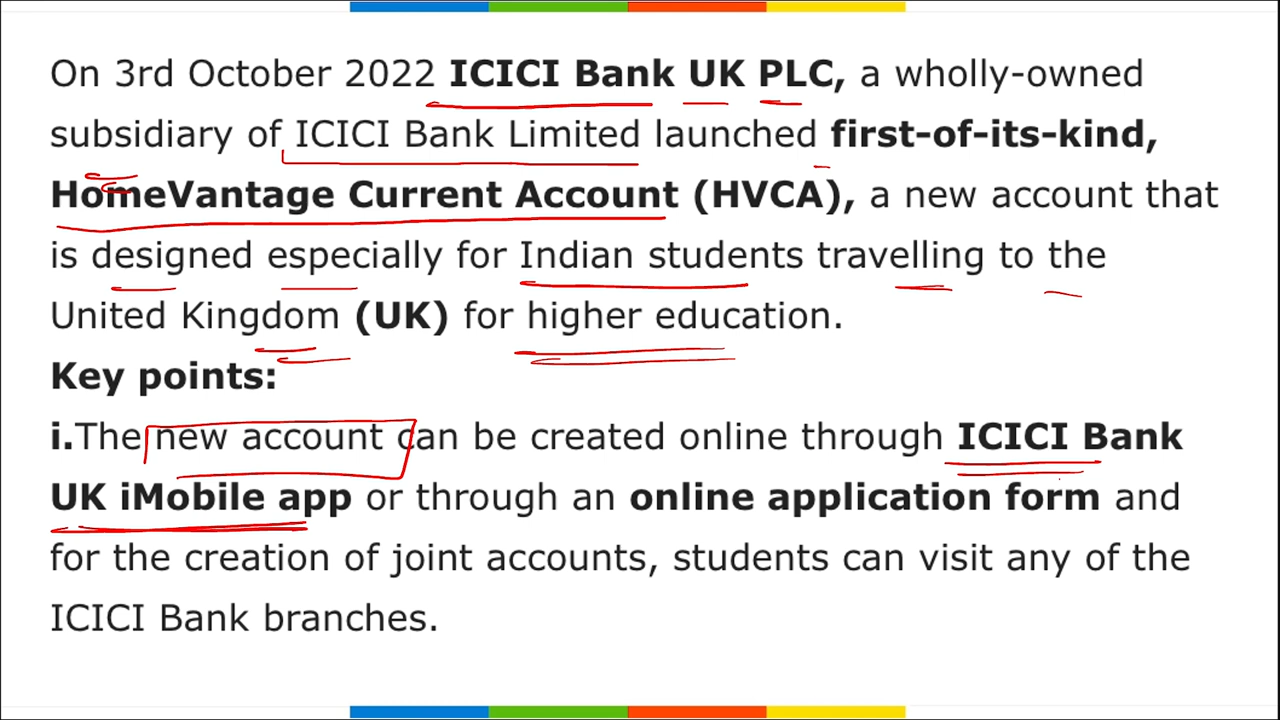 On 3rd October 2022 ICICI Bank UK PLC, a wholly-owned
subsidiary of ICICI Bank Limited launched first-of-its-kind,
HomeVantage Current Account (HVCA), a new account that
is designed especially for Indian students travelling to the
United Kingdom (UK) for higher education.
Key points:
i.The new account can be created online through ICICI Bank
UK iMobile app or through an online application form and
for the creation of joint accounts, students can visit any of the
ICICI Bank branches.